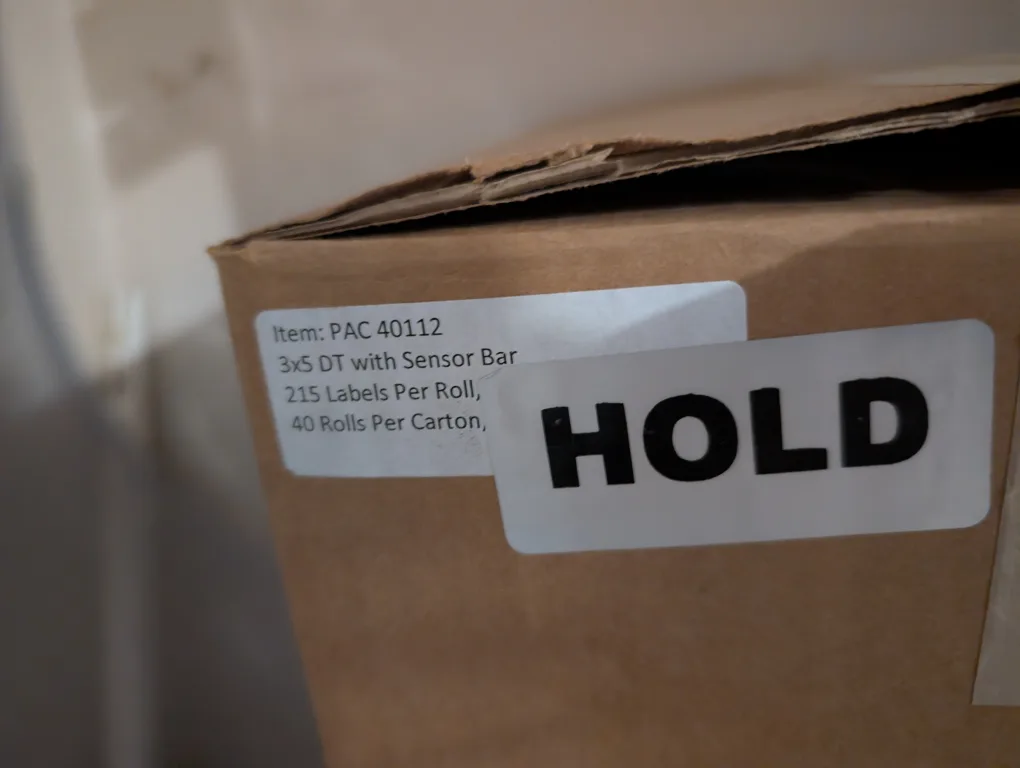 Item: PAC 40112
3x5 DT with Sensor Bar
215 Labels Per Roll,
40 Rolls Per Carton,
HOLD